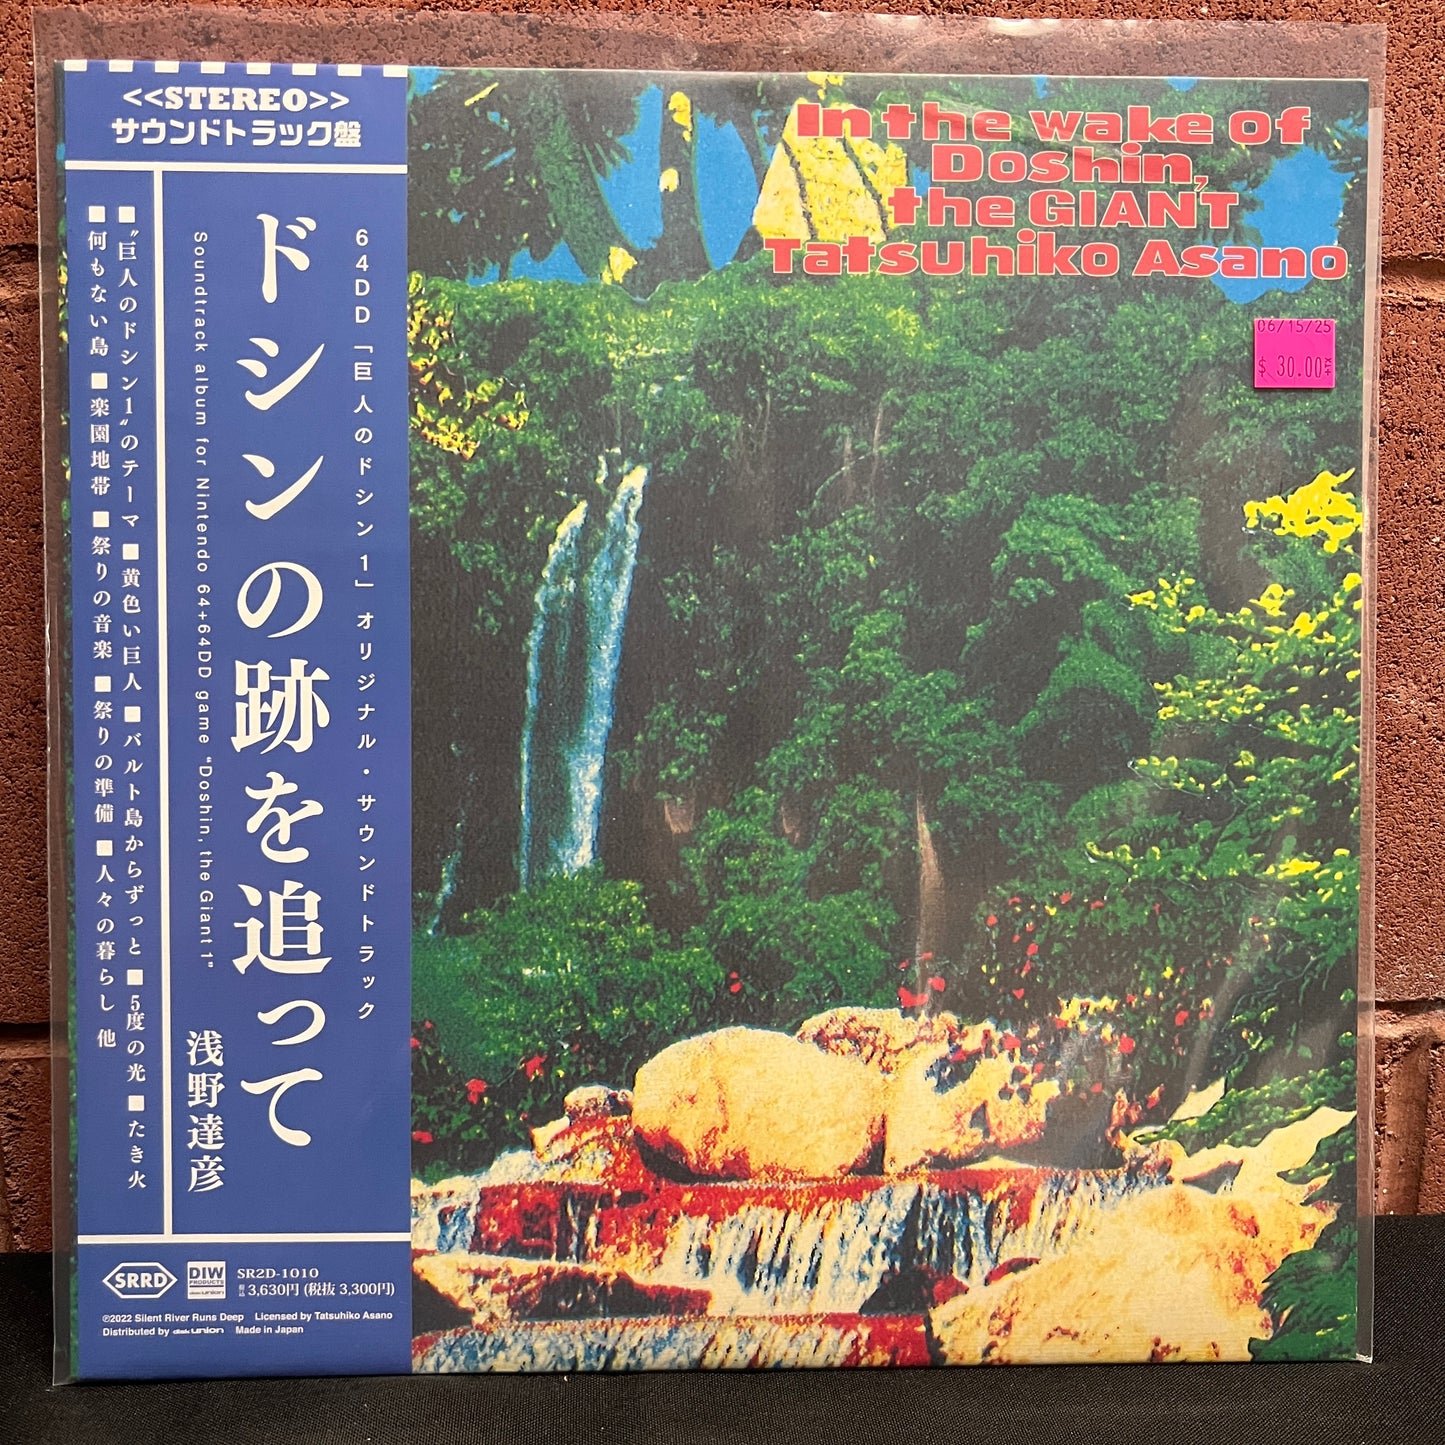 <<STEREO>>
サウンドトラック盤
64DD「巨人のドシン1」オリジナル・サウンドトラック
ドシンの跡を追って
浅野達彦
Soundtrack album for Nintendo 64+64DD game "Doshin, the Giant 1"
■〝巨人のドシン1〟のテーマ ■黄色い巨人 ■バルト島からずっと ■5度の光 ■たき火
■何もない島 ■楽園地帯 ■祭りの音楽 ■祭りの準備 ■人々の暮らし 他
SRRD
DIW
PRODUCTS
disk union
SR2D-1010
税込3,630円 (税抜 3,300円)
℗2022 Silent River Runs Deep Licensed by Tatsuhiko Asano
Distributed by disk union Made in Japan
In the wake of
Doshin,
the GIANT
Tatsuhiko Asano
06/15/25
$ 30.00